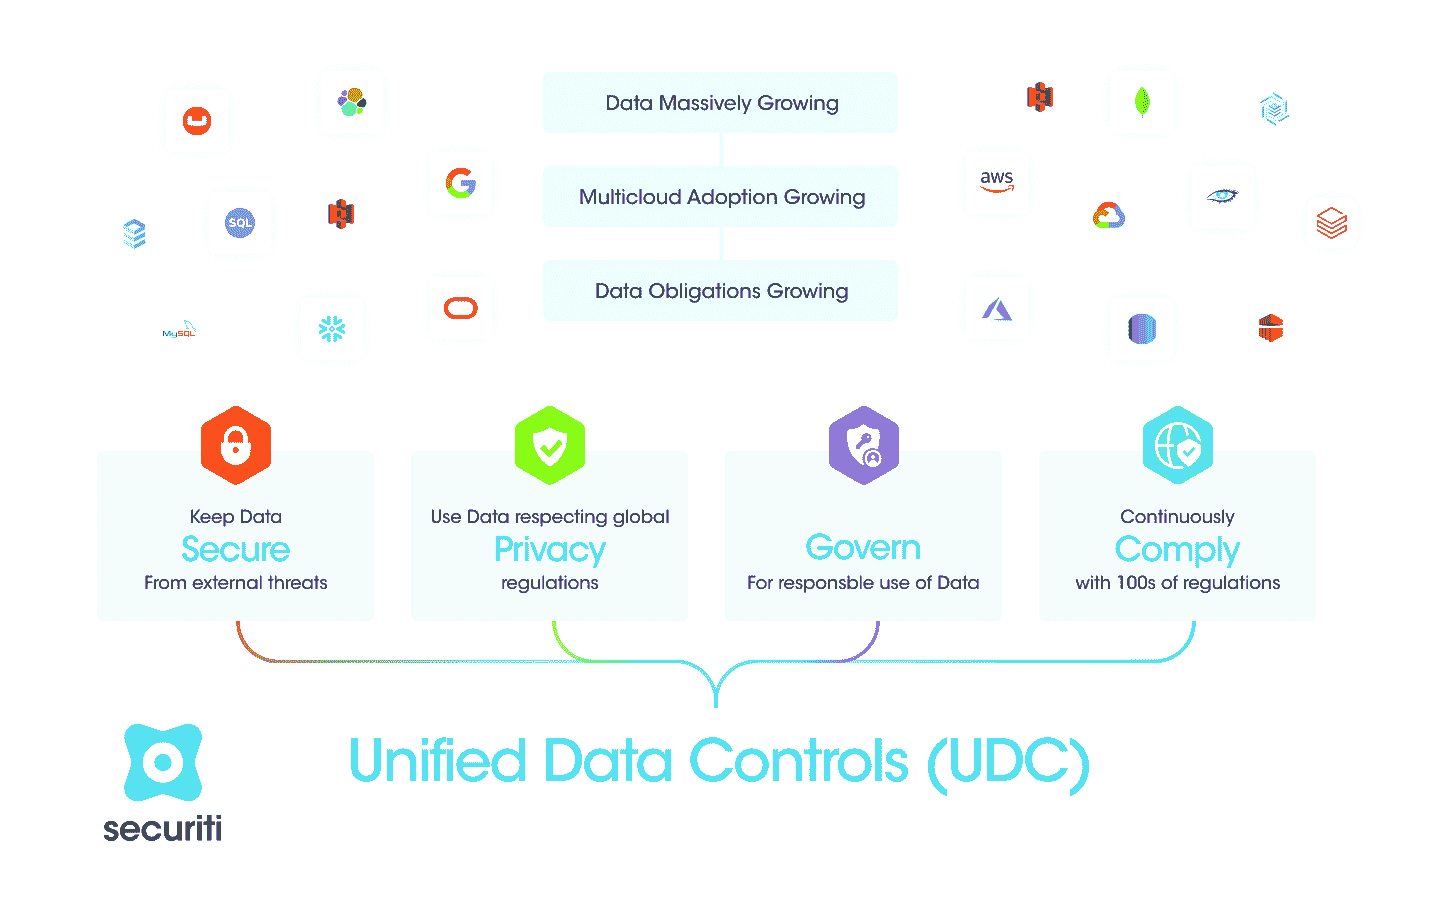 Data Massively Growing
aws
Multicloud Adoption Growing
SQL
Data Obligations Growing
MySQL
Keep Data
Secure
From external threats
Use Data respecting global
Privacy
regulations
Govern
For responsble use of Data
Continuously
Comply
with 100s of regulations
Unified Data Controls (UDC)
securiti